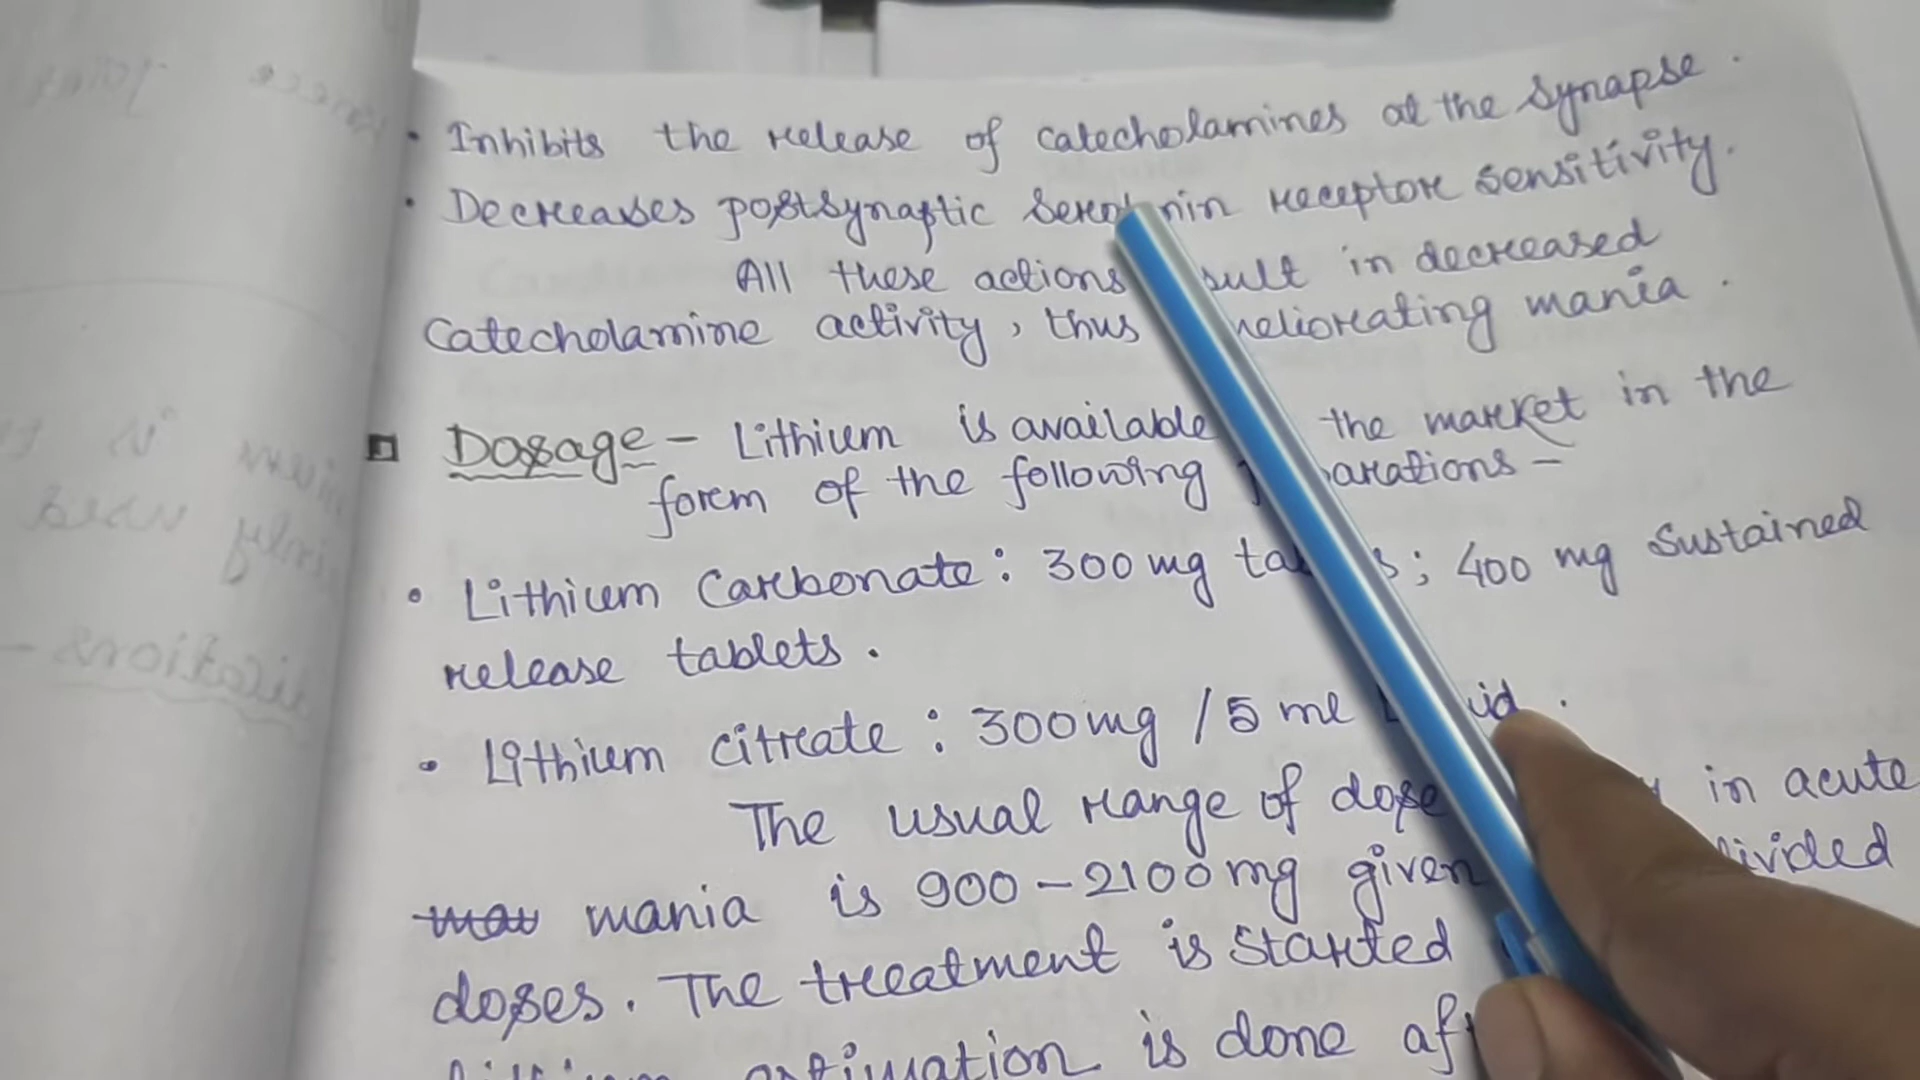 • Inhibits the release of catecholamines at the synapse.
• Decreases postsynaptic serotonin receptor sensitivity.
All these actions in decreased
Catecholamine activity, thus mania.
Dosage - Lithium is available the market in the
form of the following -
• Lithium Carbonate: 300 mg ; 400 mg Sustained
release tablets.
• Lithium citrate : 300mg / 5 ml .
The usual range of dose in acute
mania is 900-2100 mg given divided
doses. The treatment is started
is done